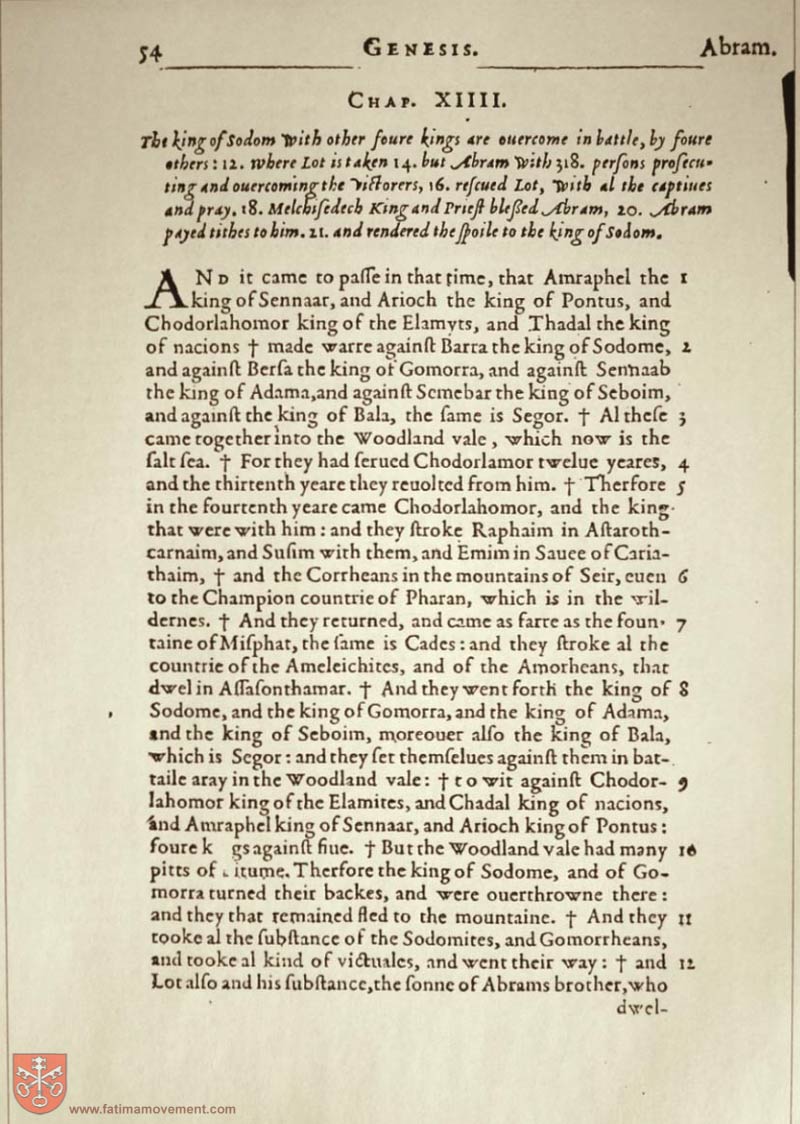 54 GENESIS. Abram.
CHAP. XIIII.
The king of Sodom with other foure kings are ouercome in battle, by foure
others: 12. where Lot is taken 14. but Abram with 318. perſons proſecu-
ting and ouercoming the victorers, 16. reſcued Lot, with al the captiues
and pray. 18. Melchiſedech King and Prieſt bleſſed Abram, 20. Abram
payed tithes to him. 21. and rendered the ſpoile to the king of Sodom.
AND it came to paſſe in that time, that Amraphel the 1
king of Sennaar, and Arioch the king of Pontus, and
Chodorlahomor king of the Elamyts, and Thadal the king
of nacions † made warre againſt Barra the king of Sodome, 2
and againſt Berſa the king of Gomorra, and againſt Sennaab
the king of Adama, and againſt Semebar the king of Seboim,
and againſt the king of Bala, the ſame is Segor. † Al theſe 3
came together into the Woodland vale, which now is the
ſalt ſea. † For they had ſerued Chodorlamor twelue yeares, 4
and the thirtenth yeare they reuolted from him. † Therfore 5
in the fourtenth yeare came Chodorlahomor, and the king
that were with him: and they ſtroke Raphaim in Aſtaroth-
carnaim, and Suſim with them, and Emim in Sauee of Caria-
thaim, † and the Corrheans in the mountains of Seir, euen 6
to the Champion countrie of Pharan, which is in the wil-
dernes. † And they returned, and came as farre as the foun- 7
taine of Miſphat, the ſame is Cades: and they ſtroke al the
countrie of the Ameleichites, and of the Amorheans, that
dwel in Aſſaſonthamar. † And they went forth the king of 8
Sodome, and the king of Gomorra, and the king of Adama,
and the king of Seboim, moreouer alſo the king of Bala,
which is Segor: and they ſet themſelues againſt them in bat-
taile aray in the Woodland vale: † to wit againſt Chodor- 9
lahomor king of the Elamites, and Chadal king of nacions,
and Amraphel king of Sennaar, and Arioch king of Pontus:
foure k gs againſt fiue. † But the Woodland vale had many 10
pitts of itume. Therfore the king of Sodome, and of Go-
morra turned their backes, and were ouerthrowne there:
and they that remained fled to the mountaine. † And they 11
tooke al the ſubſtance of the Sodomites, and Gomorrheans,
and tooke al kind of victuales, and went their way: † and 12
Lot alſo and his ſubſtance, the ſonne of Abrams brother, who
dwel-
www.fatimamovement.com